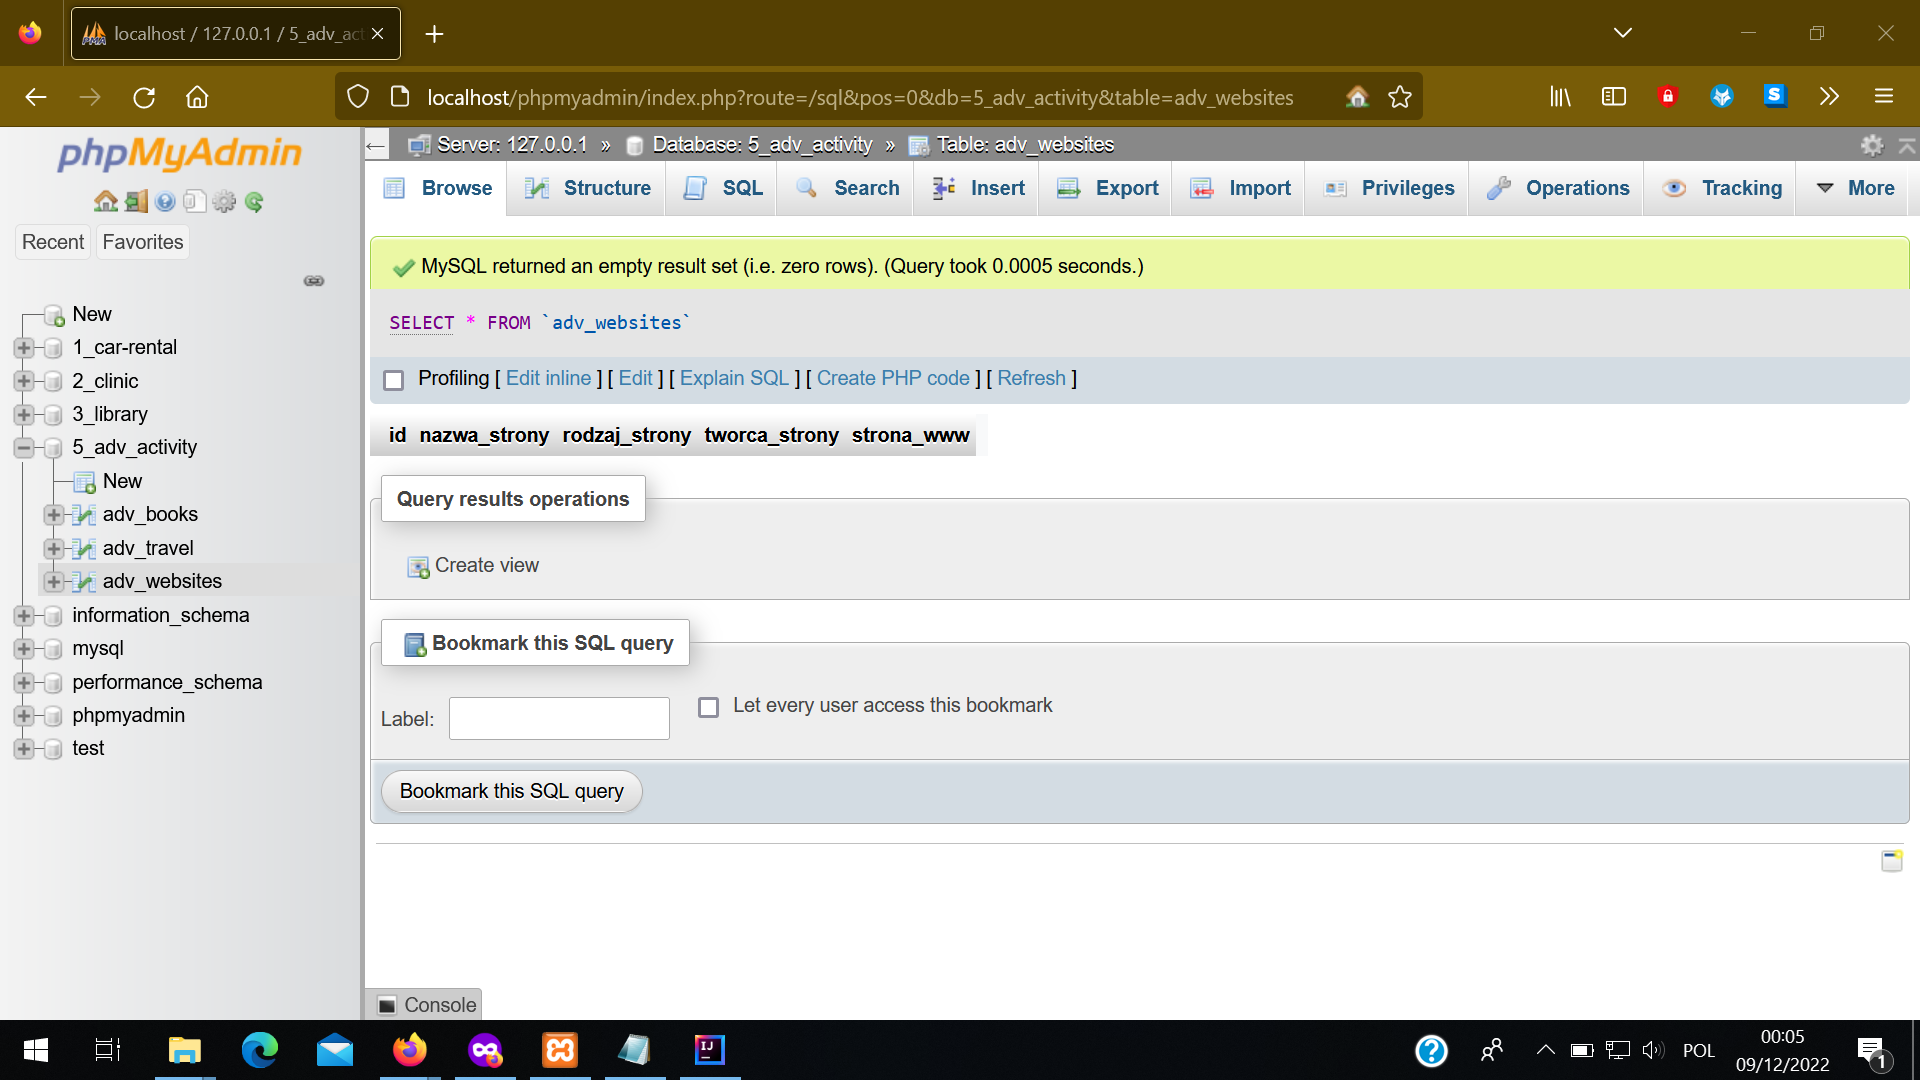 localhost / 127.0.0.1 / 5_adv_act
localhost/phpmyadmin/index.php?route=/sql&pos=0&db=5_adv_activity&table=adv_websites
phpMyAdmin
Recent Favorites
New
1_car-rental
2_clinic
3_library
5_adv_activity
New
adv_books
adv_travel
adv_websites
information_schema
mysql
performance_schema
phpmyadmin
test
Server: 127.0.0.1 » Database: 5_adv_activity » Table: adv_websites
Browse Structure SQL Search Insert Export Import Privileges Operations Tracking More
MySQL returned an empty result set (i.e. zero rows). (Query took 0.0005 seconds.)
SELECT * FROM `adv_websites`
Profiling [ Edit inline ] [ Edit ] [ Explain SQL ] [ Create PHP code ] [ Refresh ]
id nazwa_strony rodzaj_strony tworca_strony strona_www
Query results operations
Create view
Bookmark this SQL query
Label:
Let every user access this bookmark
Bookmark this SQL query
Console
POL
00:05
09/12/2022
1